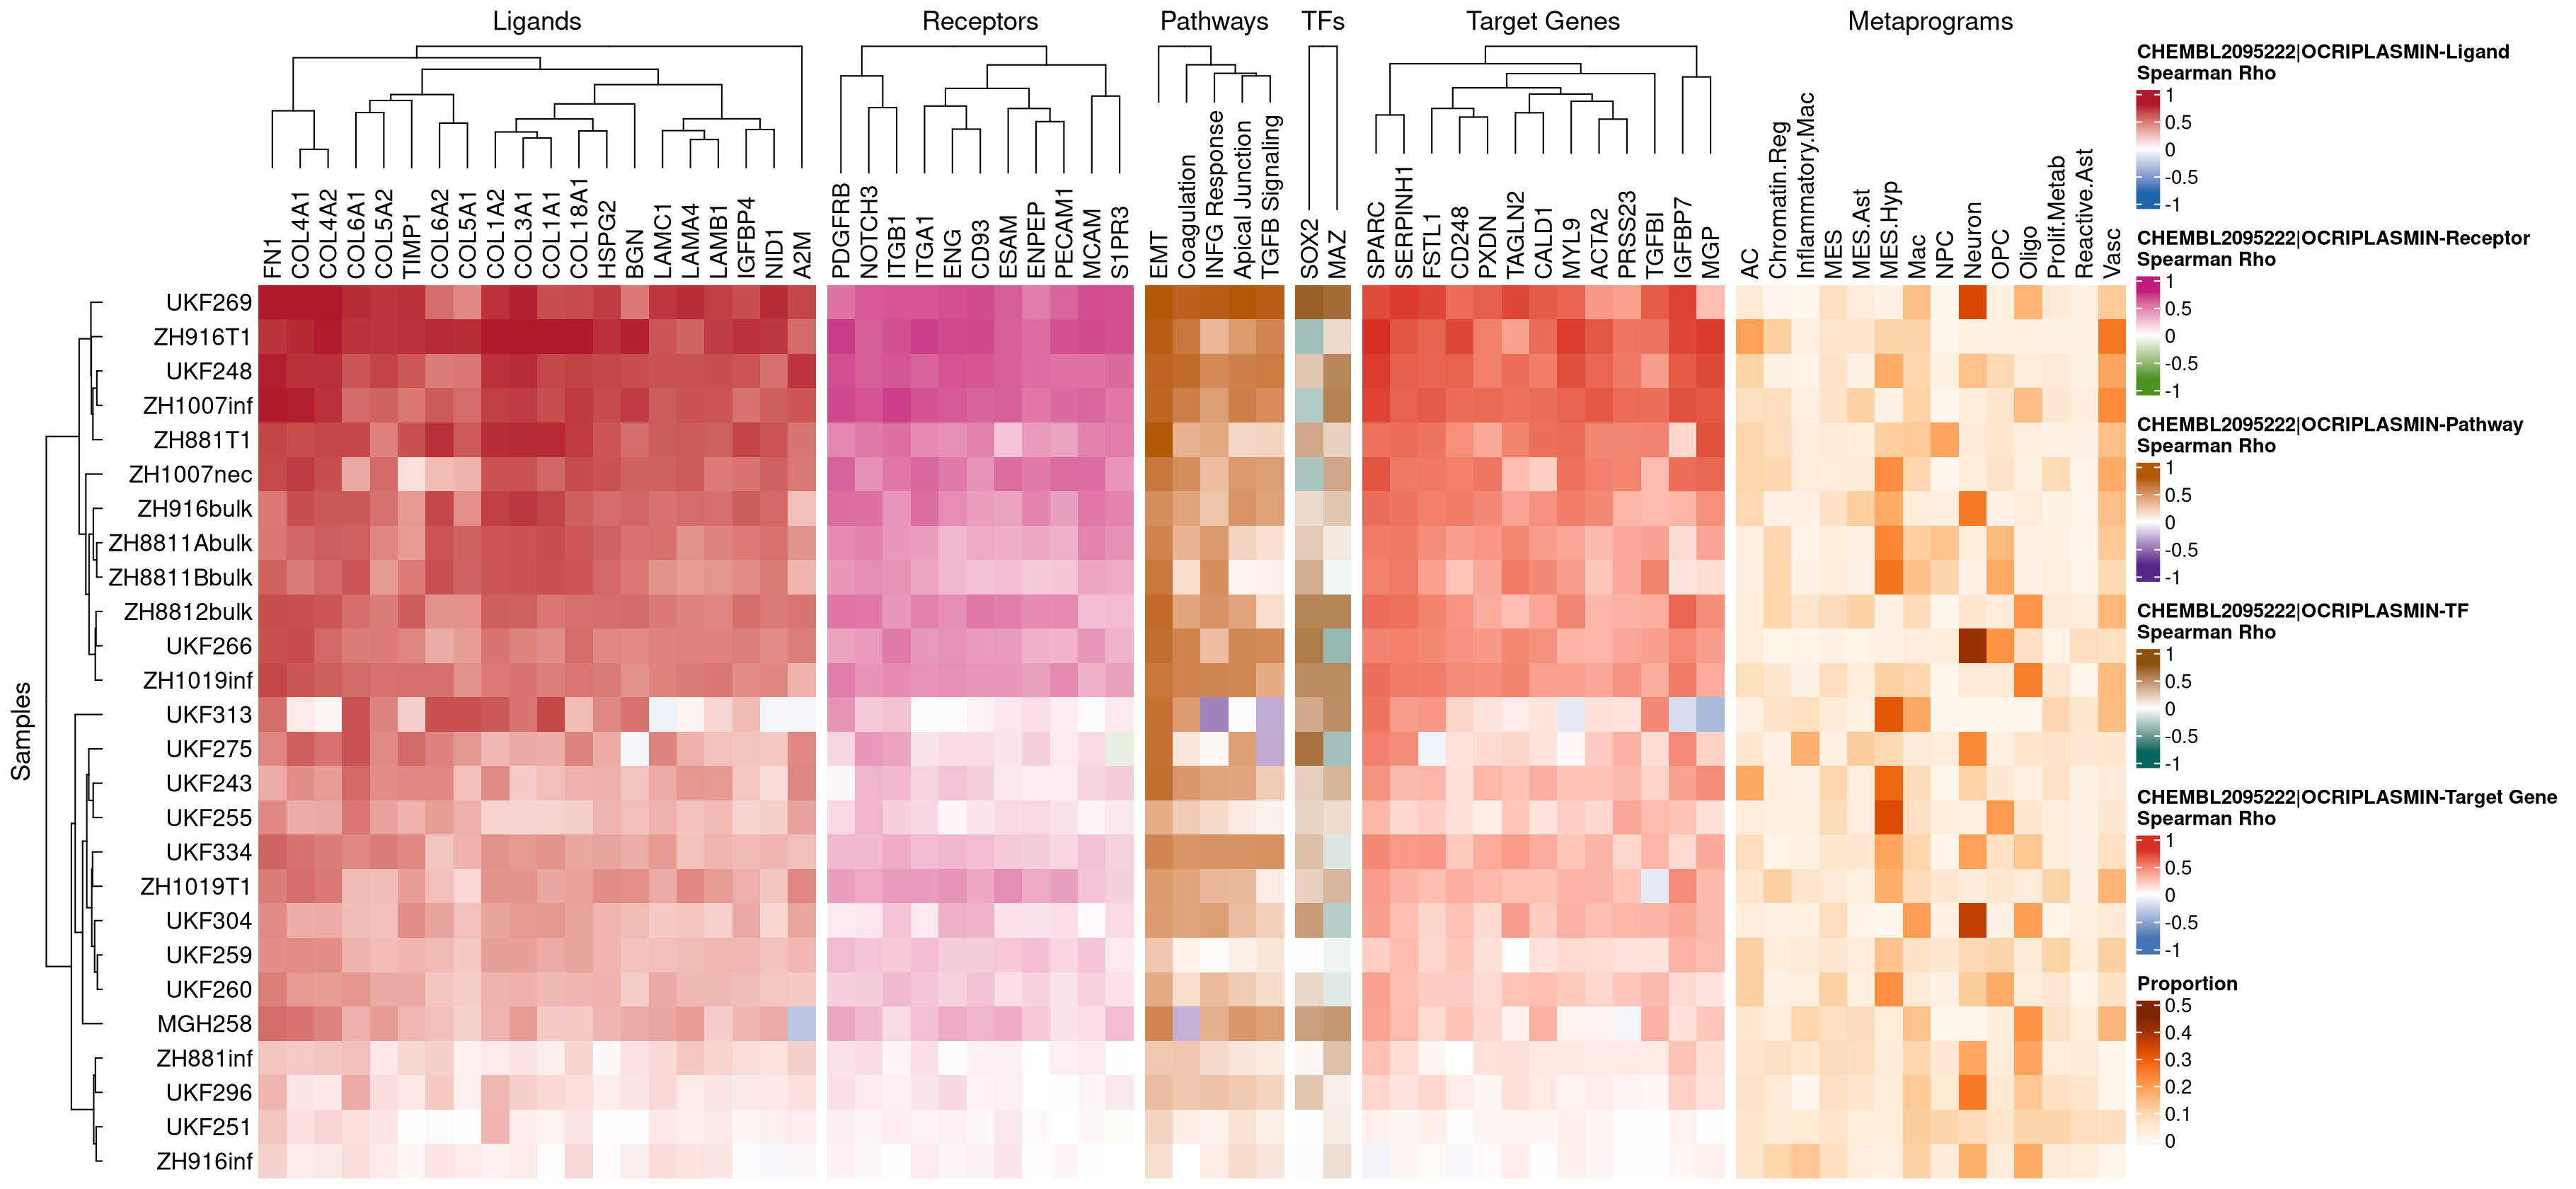 Ligands
Receptors
Pathways
TFs
Target Genes
Metaprograms
FN1
COL4A1
COL4A2
COL6A1
COL5A2
TIMP1
COL6A2
COL5A1
COL1A2
COL3A1
COL1A1
COL18A1
HSPG2
BGN
LAMC1
LAMA4
LAMB1
IGFBP4
NID1
A2M
PDGFRB
NOTCH3
ITGB1
ITGA1
ENG
CD93
ESAM
ENPEP
PECAM1
MCAM
S1PR3
EMT
Coagulation
INFG Response
Apical Junction
TGFB Signaling
SOX2
MAZ
SPARC
SERPINH1
FSTL1
CD248
PXDN
TAGLN2
CALD1
MYL9
ACTA2
PRSS23
TGFBI
IGFBP7
MGP
AC
Chromatin.Reg
Inflammatory.Mac
MES
MES.Ast
MES.Hyp
Mac
NPC
Neuron
OPC
Oligo
Prolif.Metab
Reactive.Ast
Vasc
Samples
UKF269
ZH916T1
UKF248
ZH1007inf
ZH881T1
ZH1007nec
ZH916bulk
ZH8811Abulk
ZH8811Bbulk
ZH8812bulk
UKF266
ZH1019inf
UKF313
UKF275
UKF243
UKF255
UKF334
ZH1019T1
UKF304
UKF259
UKF260
MGH258
ZH881inf
UKF296
UKF251
ZH916inf
CHEMBL2095222|OCRIPLASMIN-Ligand
Spearman Rho
1
0.5
0
-0.5
-1
CHEMBL2095222|OCRIPLASMIN-Receptor
Spearman Rho
1
0.5
0
-0.5
-1
CHEMBL2095222|OCRIPLASMIN-Pathway
Spearman Rho
1
0.5
0
-0.5
-1
CHEMBL2095222|OCRIPLASMIN-TF
Spearman Rho
1
0.5
0
-0.5
-1
CHEMBL2095222|OCRIPLASMIN-Target Gene
Spearman Rho
1
0.5
0
-0.5
-1
Proportion
0.5
0.4
0.3
0.2
0.1
0